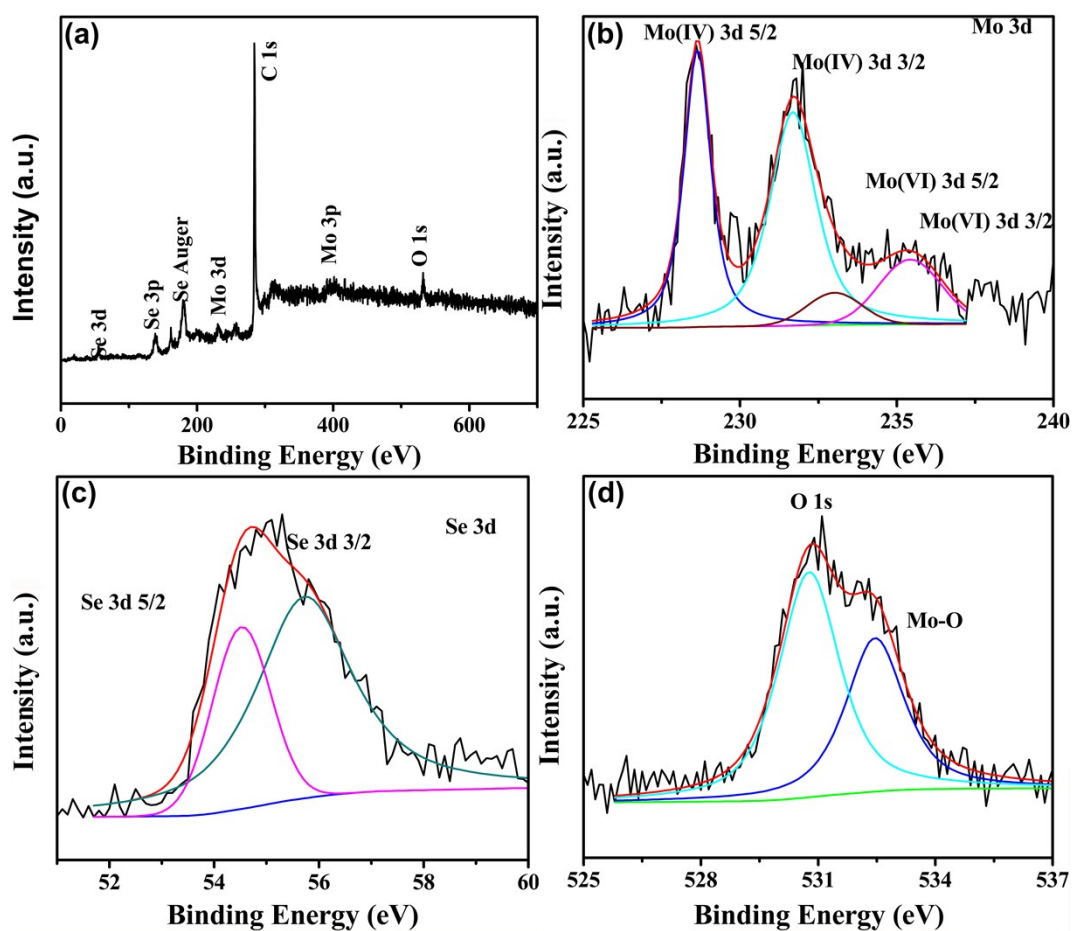 (a)
C 1s
Se 3d
Se 3p
Se Auger
Mo 3d
Mo 3p
O 1s
Intensity (a.u.)
0 200 400 600
Binding Energy (eV)
(b)
Mo(IV) 3d 5/2
Mo 3d
Mo(IV) 3d 3/2
Mo(VI) 3d 5/2
Mo(VI) 3d 3/2
Intensity (a.u.)
225 230 235 240
Binding Energy (eV)
(c)
Se 3d
Se 3d 3/2
Se 3d 5/2
Intensity (a.u.)
52 54 56 58 60
Binding Energy (eV)
(d)
O 1s
Mo-O
Intensity (a.u.)
525 528 531 534 537
Binding Energy (eV)